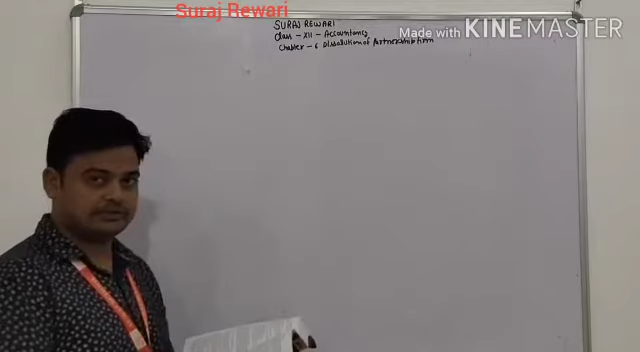 Suraj Rewari
SURAJ REWARI
Class - XII - Accountancy
Chapter - 6 Dissolution of Partnership Firm
Made with KINEMASTER